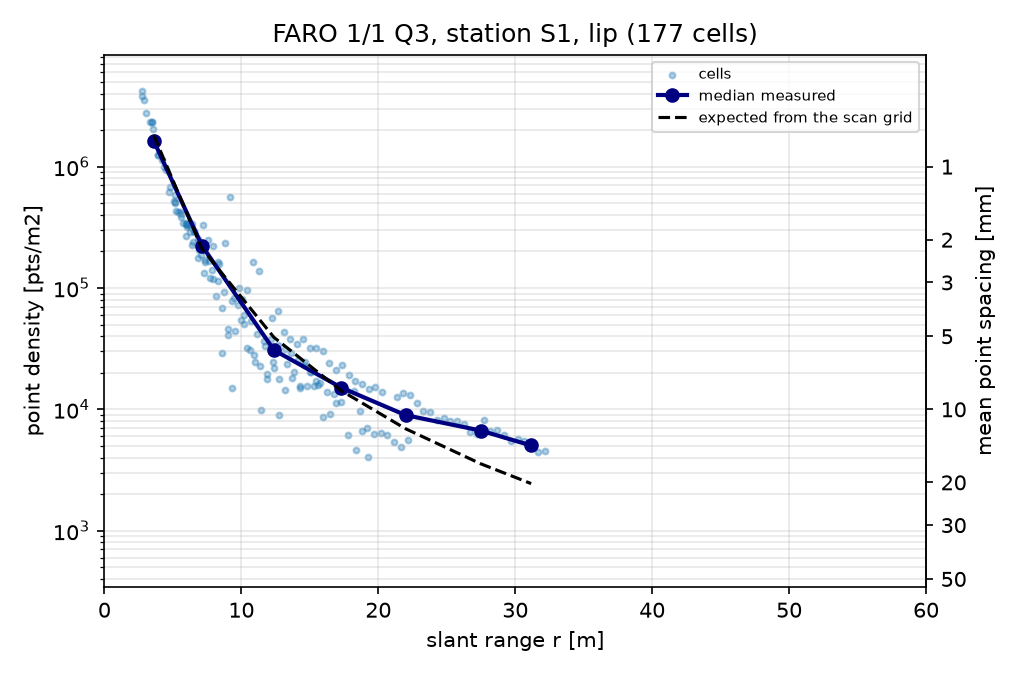 FARO 1/1 Q3, station S1, lip (177 cells)
cells
median measured
expected from the scan grid
point density [pts/m2]
10^6
10^5
10^4
10^3
mean point spacing [mm]
1
2
3
5
10
20
30
50
0 10 20 30 40 50 60
slant range r [m]